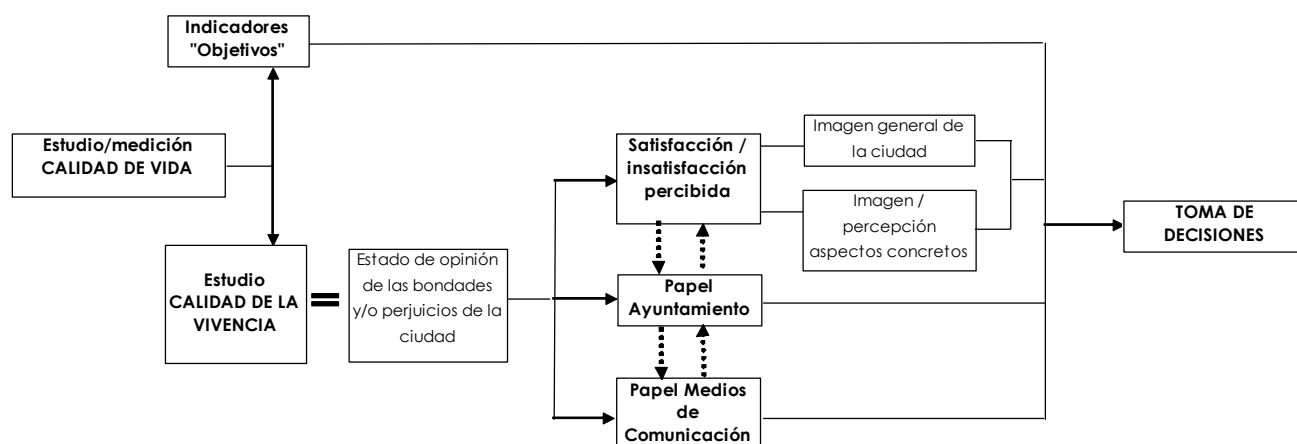 Indicadores
"Objetivos"
Estudio/medición
CALIDAD DE VIDA
Estudio
CALIDAD DE LA
VIVENCIA
Estado de opinión
de las bondades
y/o perjuicios de la
ciudad
Satisfacción /
insatisfacción
percibida
Imagen general de
la ciudad
Imagen /
percepción
aspectos concretos
Papel
Ayuntamiento
Papel Medios
de
Comunicación
TOMA DE
DECISIONES